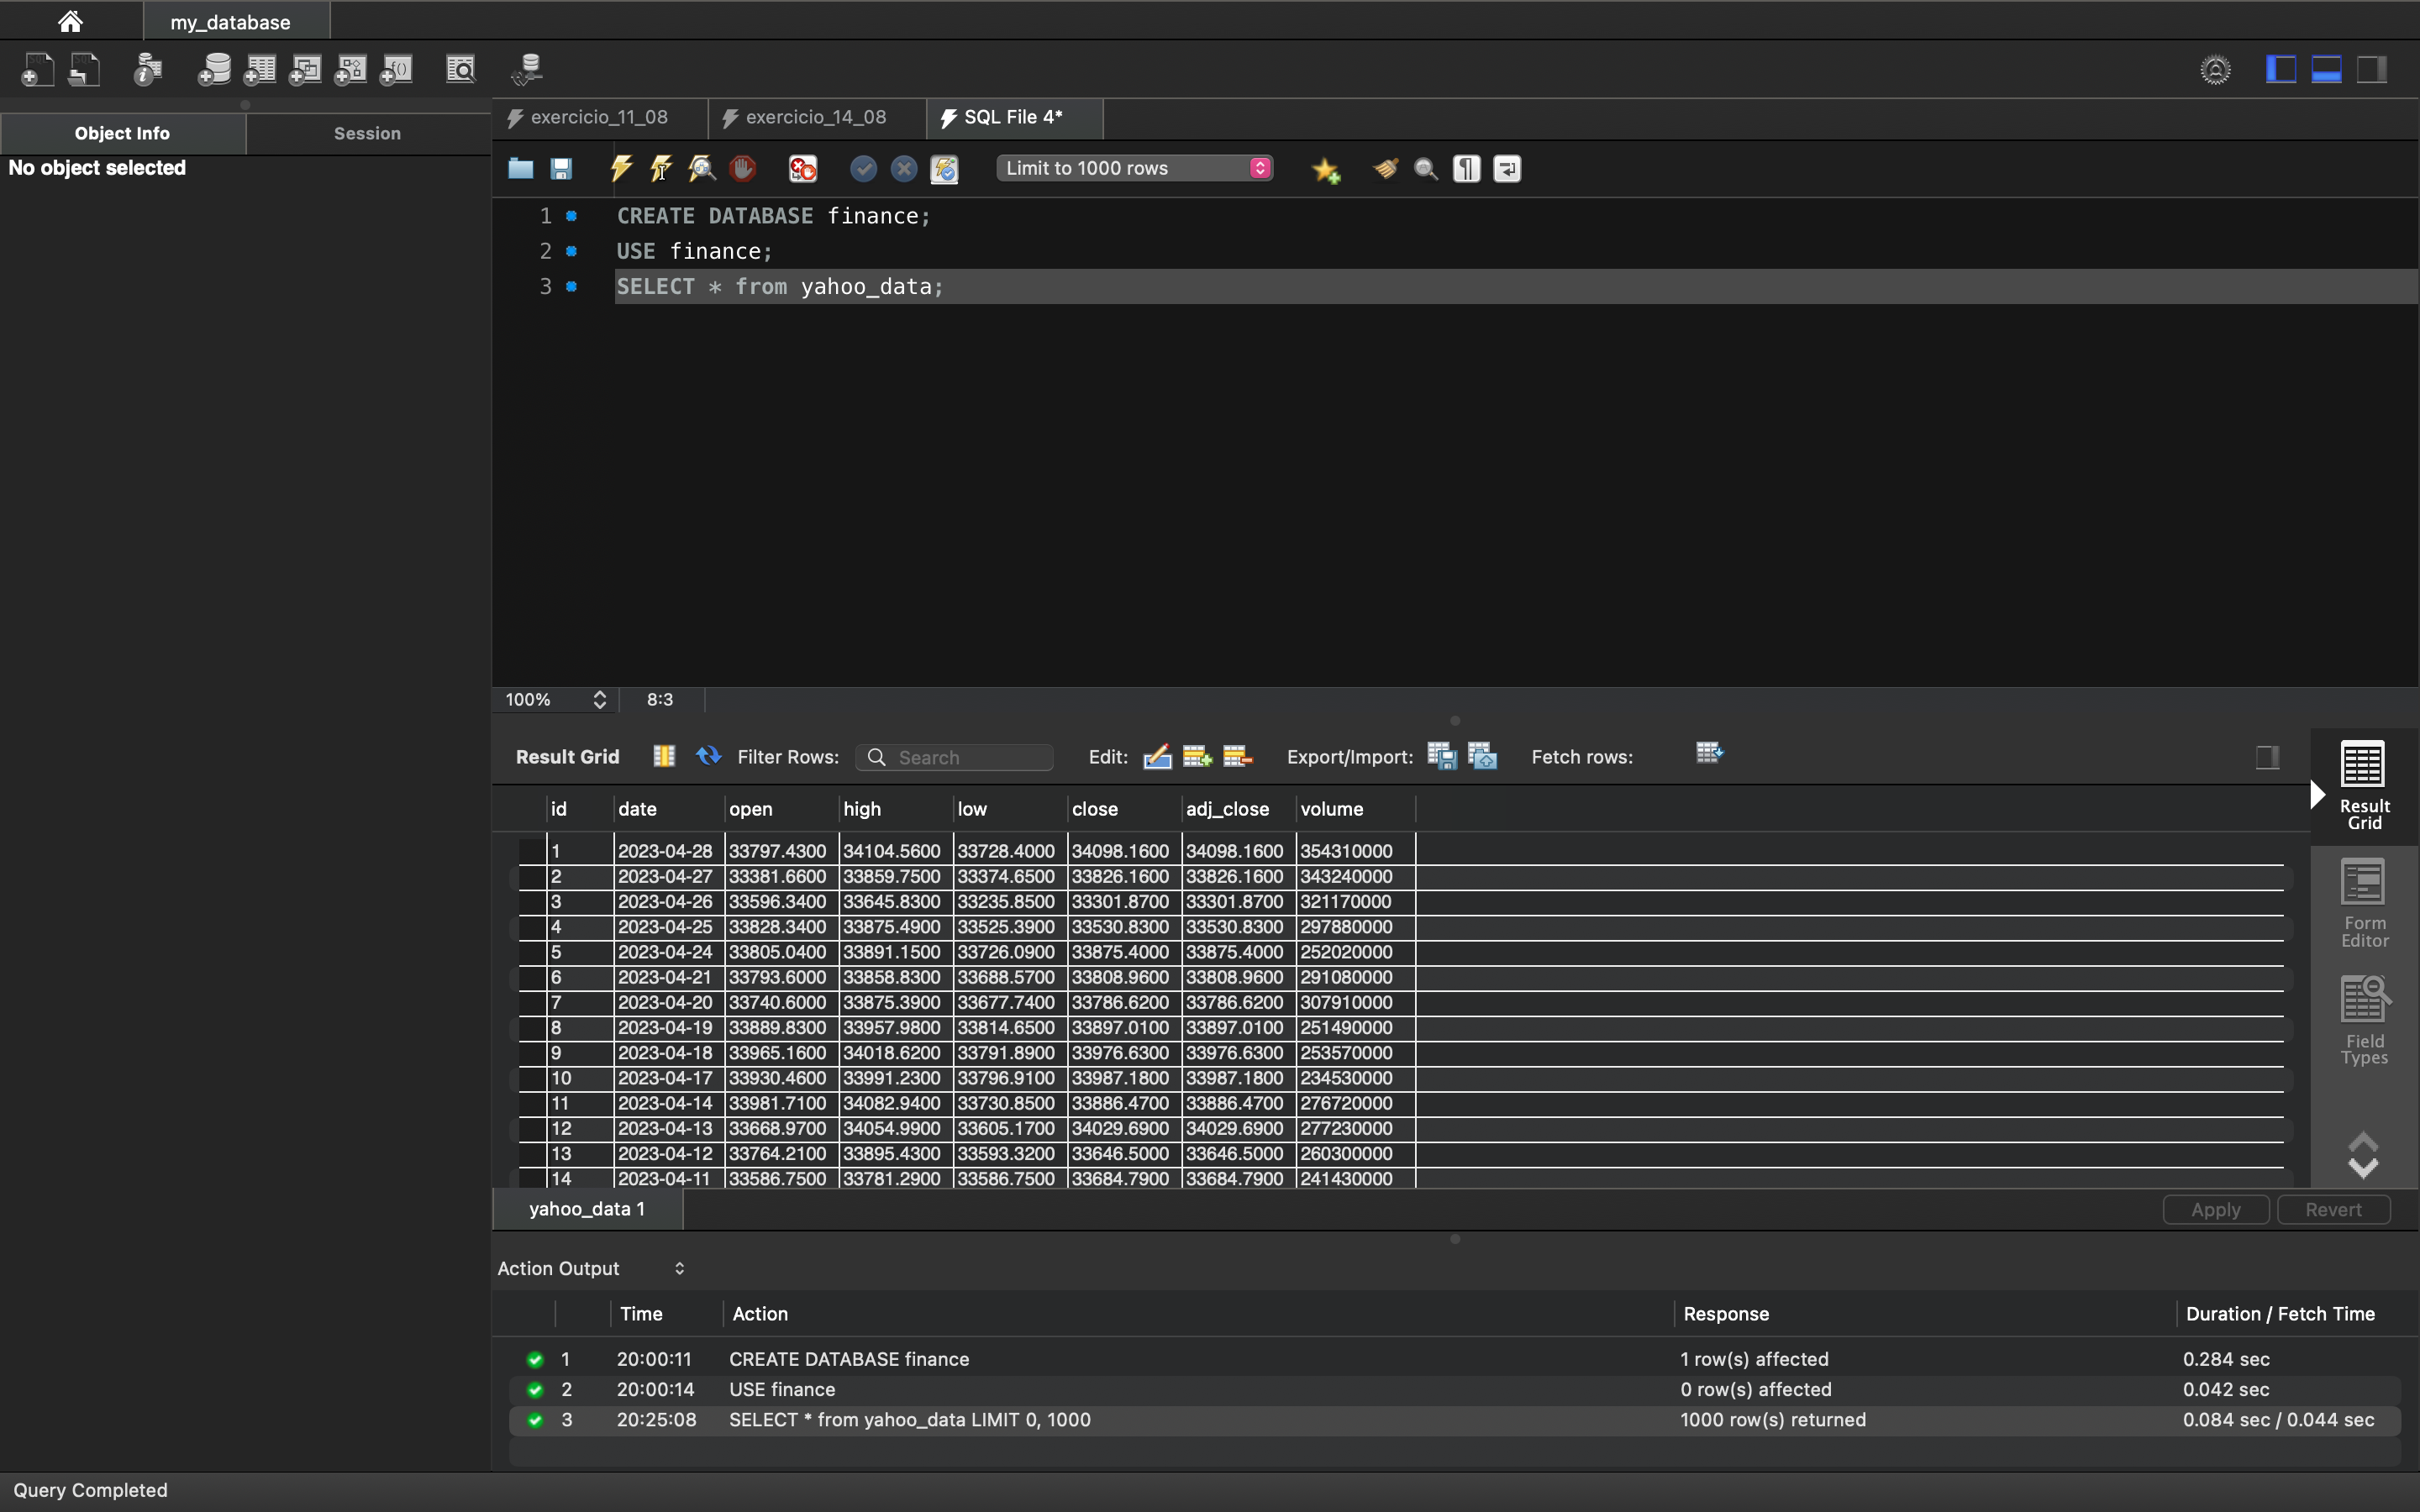 my_database
Object Info Session
No object selected
exercicio_11_08 exercicio_14_08 SQL File 4*
Limit to 1000 rows
1 CREATE DATABASE finance;
2 USE finance;
3 SELECT * from yahoo_data;
100% 8:3
Result Grid Filter Rows: Search Edit: Export/Import: Fetch rows:
id date open high low close adj_close volume
1 2023-04-28 33797.4300 34104.5600 33728.4000 34098.1600 34098.1600 354310000
2 2023-04-27 33381.6600 33859.7500 33374.6500 33826.1600 33826.1600 343240000
3 2023-04-26 33596.3400 33645.8300 33235.8500 33301.8700 33301.8700 321170000
4 2023-04-25 33828.3400 33875.4900 33525.3900 33530.8300 33530.8300 297880000
5 2023-04-24 33805.0400 33891.1500 33726.0900 33875.4000 33875.4000 252020000
6 2023-04-21 33793.6000 33858.8300 33688.5700 33808.9600 33808.9600 291080000
7 2023-04-20 33740.6000 33875.3900 33677.7400 33786.6200 33786.6200 307910000
8 2023-04-19 33889.8300 33957.9800 33814.6500 33897.0100 33897.0100 251490000
9 2023-04-18 33965.1600 34018.6200 33791.8900 33976.6300 33976.6300 253570000
10 2023-04-17 33930.4600 33991.2300 33796.9100 33987.1800 33987.1800 234530000
11 2023-04-14 33981.7100 34082.9400 33730.8500 33886.4700 33886.4700 276720000
12 2023-04-13 33668.9700 34054.9900 33605.1700 34029.6900 34029.6900 277230000
13 2023-04-12 33764.2100 33895.4300 33593.3200 33646.5000 33646.5000 260300000
14 2023-04-11 33586.7500 33781.2900 33586.7500 33684.7900 33684.7900 241430000
Result
Grid
Form
Editor
Field
Types
yahoo_data 1 Apply Revert
Action Output
Time Action Response Duration / Fetch Time
1 20:00:11 CREATE DATABASE finance 1 row(s) affected 0.284 sec
2 20:00:14 USE finance 0 row(s) affected 0.042 sec
3 20:25:08 SELECT * from yahoo_data LIMIT 0, 1000 1000 row(s) returned 0.084 sec / 0.044 sec
Query Completed